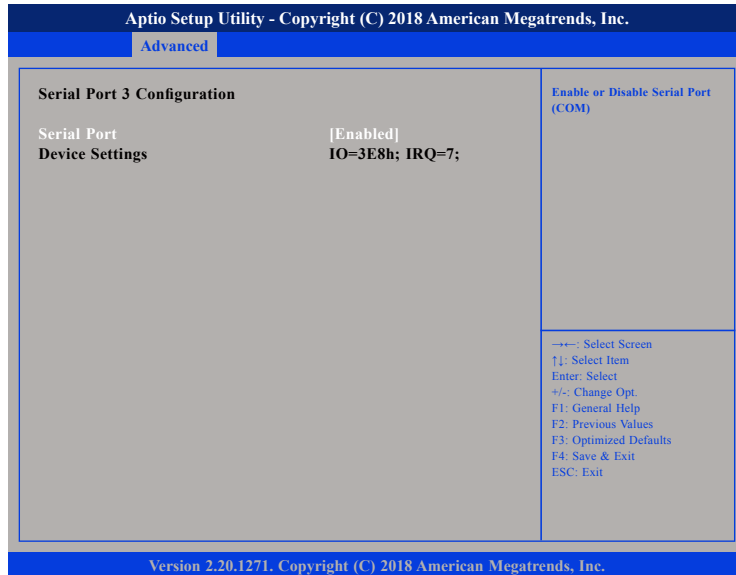 Aptio Setup Utility - Copyright (C) 2018 American Megatrends, Inc.
Advanced
Serial Port 3 Configuration
Serial Port [Enabled]
Device Settings IO=3E8h; IRQ=7;
Enable or Disable Serial Port
(COM)
→←: Select Screen
↑↓: Select Item
Enter: Select
+/-: Change Opt.
F1: General Help
F2: Previous Values
F3: Optimized Defaults
F4: Save & Exit
ESC: Exit
Version 2.20.1271. Copyright (C) 2018 American Megatrends, Inc.